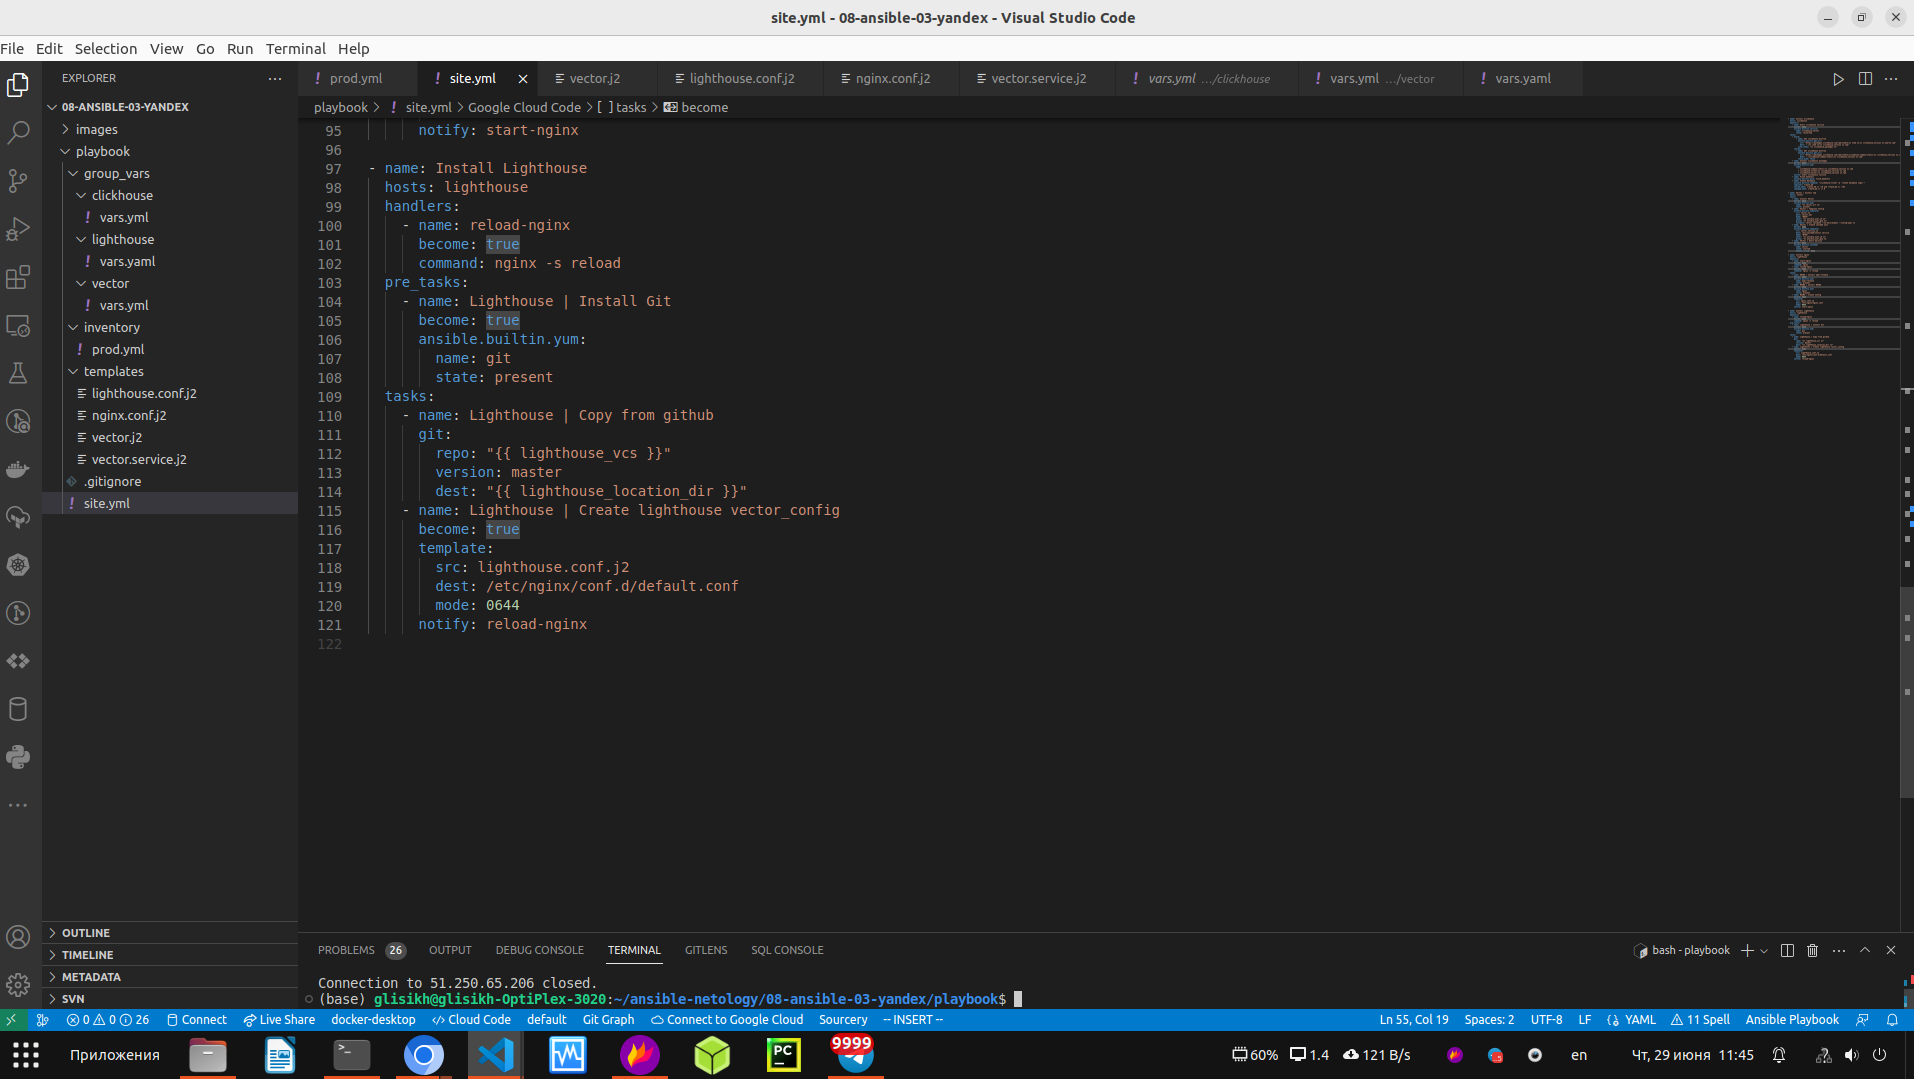 site.yml - 08-ansible-03-yandex - Visual Studio Code
File Edit Selection View Go Run Terminal Help
EXPLORER
prod.yml site.yml vector.j2 lighthouse.conf.j2 nginx.conf.j2 vector.service.j2 vars.yml .../clickhouse vars.yml .../vector vars.yaml
playbook > site.yml > Google Cloud Code > [ ] tasks > become
08-ANSIBLE-03-YANDEX
images
playbook
group_vars
clickhouse
vars.yml
lighthouse
vars.yaml
vector
vars.yml
inventory
prod.yml
templates
lighthouse.conf.j2
nginx.conf.j2
vector.j2
vector.service.j2
.gitignore
site.yml
OUTLINE
TIMELINE
METADATA
SVN
95 notify: start-nginx
96
97 - name: Install Lighthouse
98 hosts: lighthouse
99 handlers:
100 - name: reload-nginx
101 become: true
102 command: nginx -s reload
103 pre_tasks:
104 - name: Lighthouse | Install Git
105 become: true
106 ansible.builtin.yum:
107 name: git
108 state: present
109 tasks:
110 - name: Lighthouse | Copy from github
111 git:
112 repo: "{{ lighthouse_vcs }}"
113 version: master
114 dest: "{{ lighthouse_location_dir }}"
115 - name: Lighthouse | Create lighthouse vector_config
116 become: true
117 template:
118 src: lighthouse.conf.j2
119 dest: /etc/nginx/conf.d/default.conf
120 mode: 0644
121 notify: reload-nginx
122
PROBLEMS 26 OUTPUT DEBUG CONSOLE TERMINAL GITLENS SQL CONSOLE
bash - playbook
Connection to 51.250.65.206 closed.
(base) glisikh@glisikh-OptiPlex-3020:~/ansible-netology/08-ansible-03-yandex/playbook$
0 0 26 Connect Live Share docker-desktop Cloud Code default Git Graph Connect to Google Cloud Sourcery -- INSERT -- Ln 55, Col 19 Spaces: 2 UTF-8 LF YAML 11 Spell Ansible Playbook
Приложения PC 9999 60% 1.4 121 B/s en Чт, 29 июня 11:45